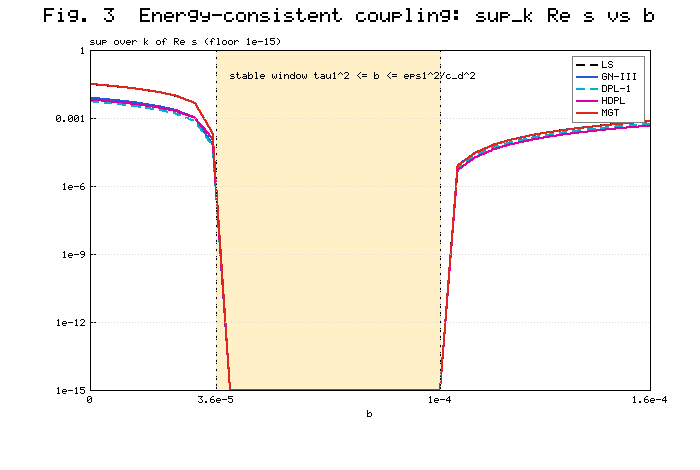 Fig. 3  Energy-consistent coupling: sup_k Re s vs b
sup over k of Re s (floor 1e-15)
stable window tau1^2 <= b <= eps1^2/c_d^2
LS
GN-III
DPL-1
HDPL
MGT
1
0.001
1e-6
1e-9
1e-12
1e-15
0
3.6e-5
1e-4
1.6e-4
b